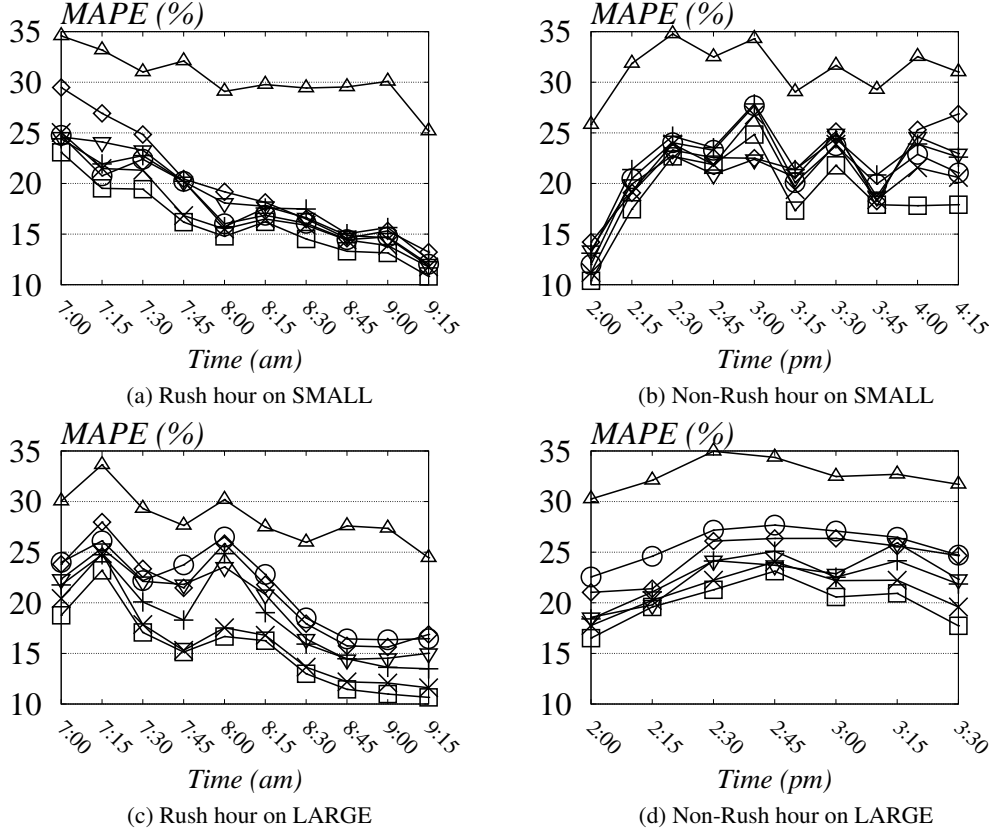 MAPE (%)
35
30
25
20
15
10
7:00 7:15 7:30 7:45 8:00 8:15 8:30 8:45 9:00 9:15
Time (am)
(a) Rush hour on SMALL
MAPE (%)
35
30
25
20
15
10
2:00 2:15 2:30 2:45 3:00 3:15 3:30 3:45 4:00 4:15
Time (pm)
(b) Non-Rush hour on SMALL
MAPE (%)
35
30
25
20
15
10
7:00 7:15 7:30 7:45 8:00 8:15 8:30 8:45 9:00 9:15
Time (am)
(c) Rush hour on LARGE
MAPE (%)
35
30
25
20
15
10
2:00 2:15 2:30 2:45 3:00 3:15 3:30
Time (pm)
(d) Non-Rush hour on LARGE